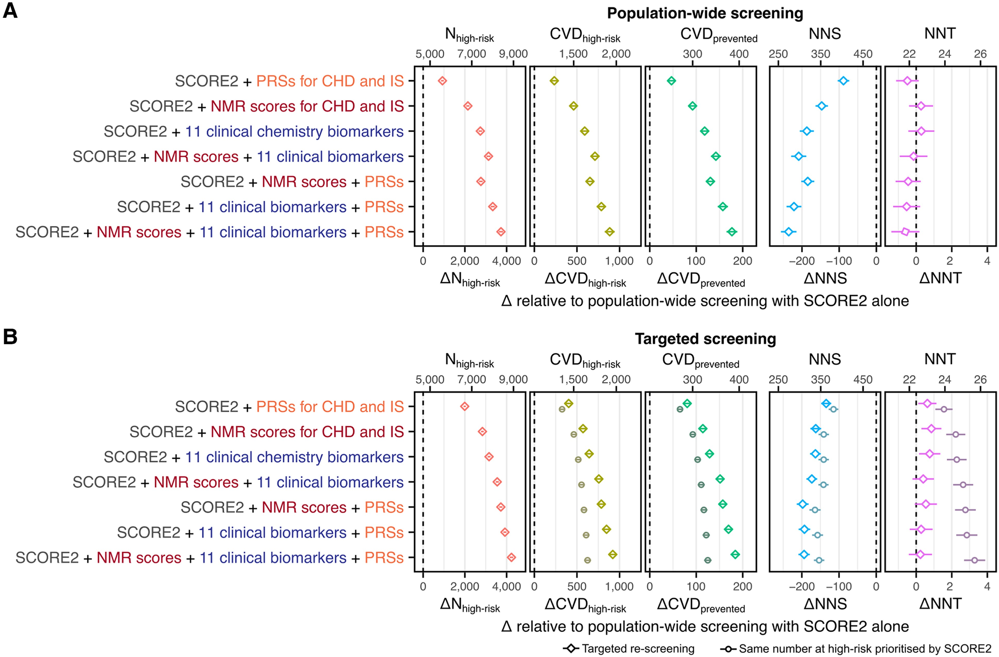 A
Population-wide screening
Nhigh-risk CVDhigh-risk CVDprevented NNS NNT
5,000 7,000 9,000 1,500 2,000 300 400 250 350 450 22 24 26
SCORE2 + PRSs for CHD and IS
SCORE2 + NMR scores for CHD and IS
SCORE2 + 11 clinical chemistry biomarkers
SCORE2 + NMR scores + 11 clinical biomarkers
SCORE2 + NMR scores + PRSs
SCORE2 + 11 clinical biomarkers + PRSs
SCORE2 + NMR scores + 11 clinical biomarkers + PRSs
0 2,000 4,000 0 500 1,000 0 100 200 −200 −100 0 0 2 4
ΔNhigh-risk ΔCVDhigh-risk ΔCVDprevented ΔNNS ΔNNT
Δ relative to population-wide screening with SCORE2 alone
B
Targeted screening
Nhigh-risk CVDhigh-risk CVDprevented NNS NNT
5,000 7,000 9,000 1,500 2,000 300 400 250 350 450 22 24 26
SCORE2 + PRSs for CHD and IS
SCORE2 + NMR scores for CHD and IS
SCORE2 + 11 clinical chemistry biomarkers
SCORE2 + NMR scores + 11 clinical biomarkers
SCORE2 + NMR scores + PRSs
SCORE2 + 11 clinical biomarkers + PRSs
SCORE2 + NMR scores + 11 clinical biomarkers + PRSs
0 2,000 4,000 0 500 1,000 0 100 200 −200 −100 0 0 2 4
ΔNhigh-risk ΔCVDhigh-risk ΔCVDprevented ΔNNS ΔNNT
Δ relative to population-wide screening with SCORE2 alone
Targeted re-screening Same number at high-risk prioritised by SCORE2